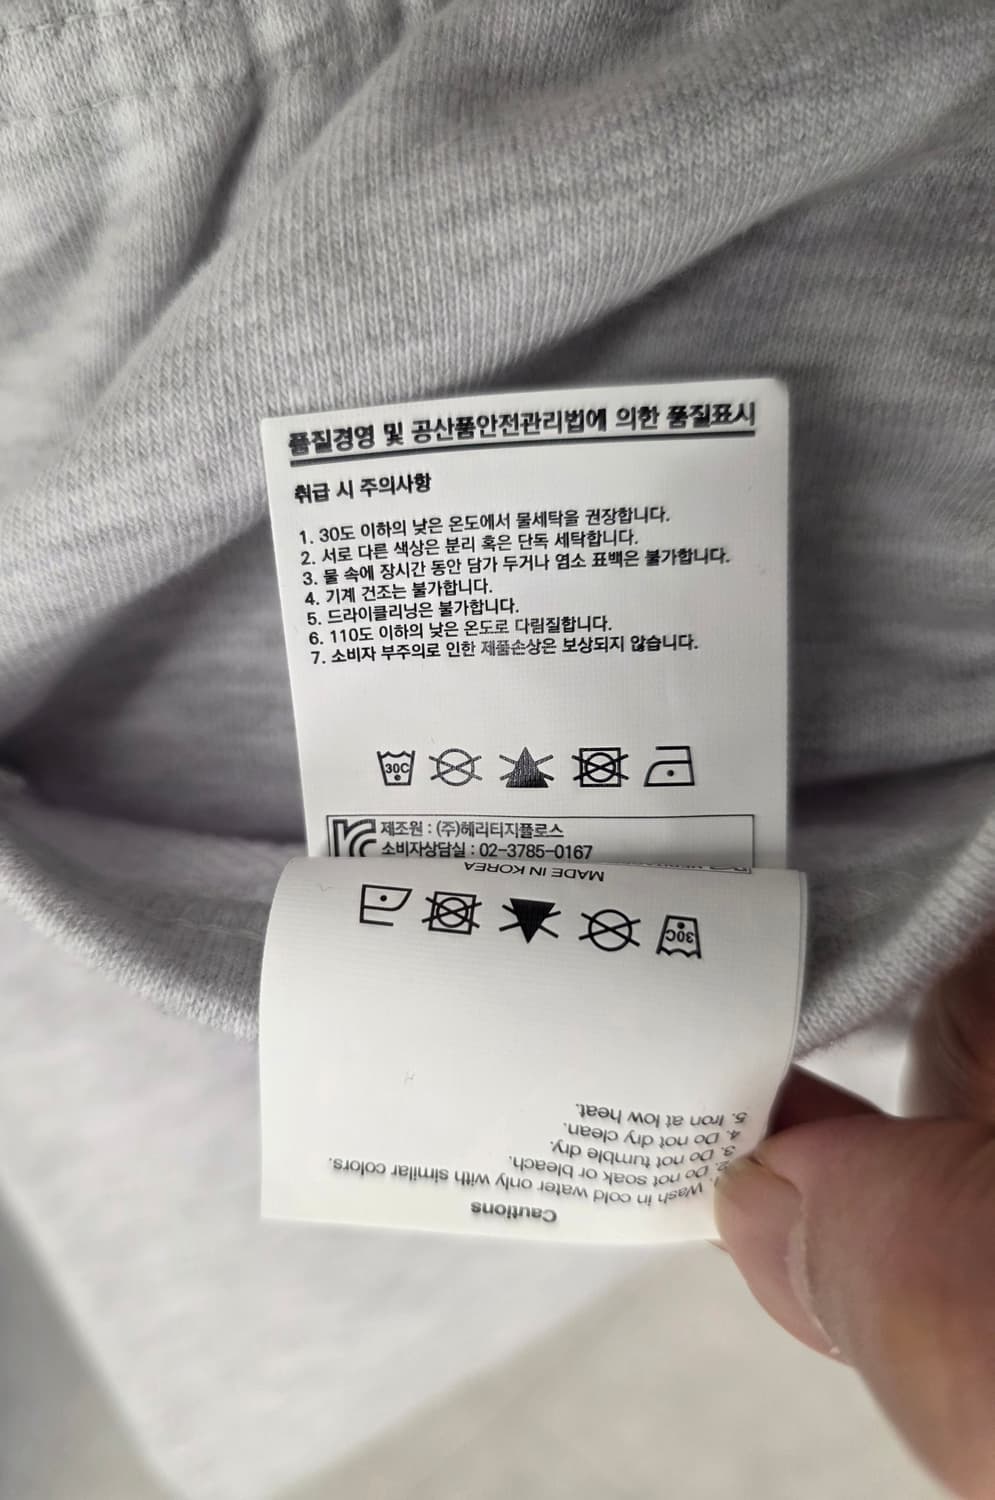 품질경영 및 공산품안전관리법에 의한 품질표시
취급 시 주의사항
1. 30도 이하의 낮은 온도에서 물세탁을 권장합니다.
2. 서로 다른 색상은 분리 혹은 단독 세탁합니다.
3. 물 속에 장시간 동안 담가 두거나 염소 표백은 불가합니다.
4. 기계 건조는 불가합니다.
5. 드라이클리닝은 불가합니다.
6. 110도 이하의 낮은 온도로 다림질합니다.
7. 소비자 부주의로 인한 제품손상은 보상되지 않습니다.
30C
제조원 : (주)헤리티지플로스
소비자상담실 : 02-3785-0167
Cautions
1. Wash in cold water only with similar colors.
2. Do not soak or bleach.
3. Do not tumble dry.
4. Do not dry clean.
5. Iron at low heat.
30C
MADE IN KOREA